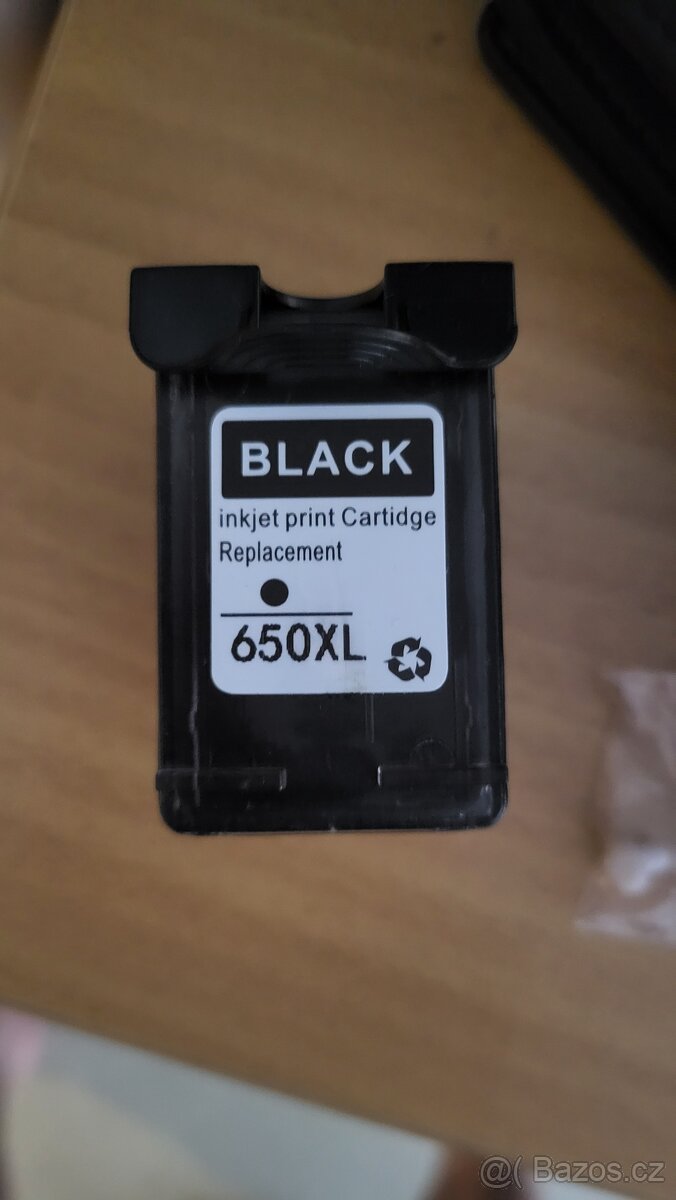 BLACK
inkjet print Cartidge
Replacement
650XL
@( Bazos.cz